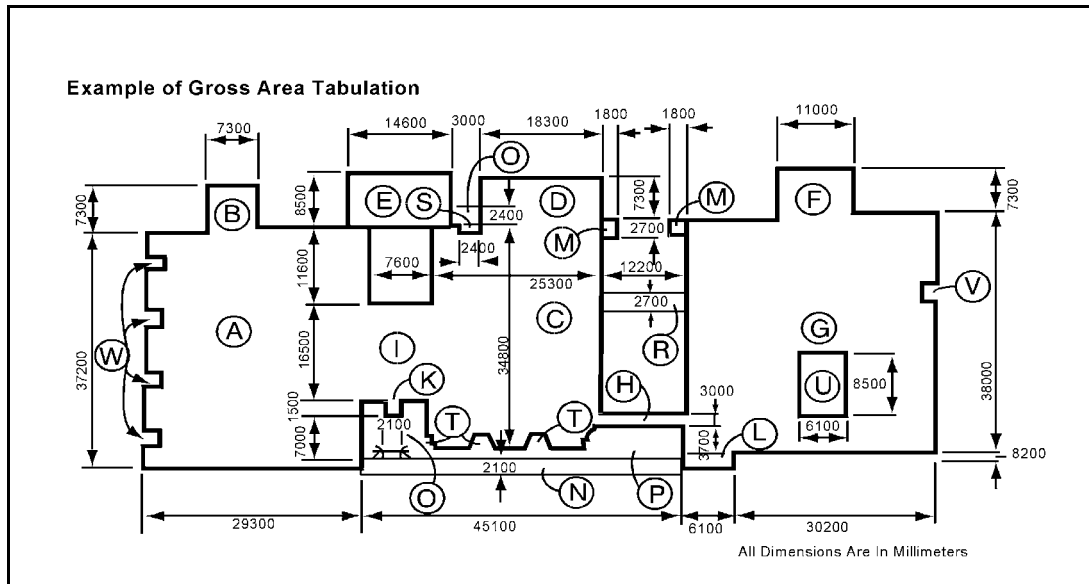 Example of Gross Area Tabulation
11000
14600
3000
18300
1800
1800
7300
O
7300
8500
E
S
D
7300
M
F
7300
B
2400
2700
M
2400
7600
11600
25300
12200
V
2700
W
A
C
G
37200
16500
I
34800
R
38000
K
H
3000
U
8500
1500
2100
T
T
6100
7000
3700
L
8200
2100
O
N
P
29300
45100
6100
30200
All Dimensions Are In Millimeters